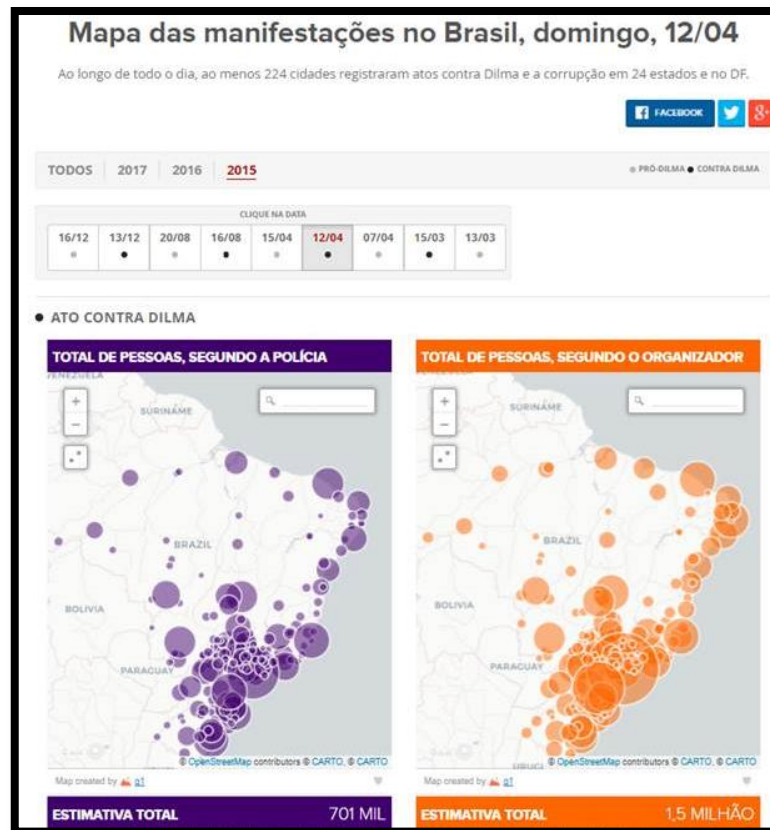 Mapa das manifestações no Brasil, domingo, 12/04
Ao longo de todo o dia, ao menos 224 cidades registraram atos contra Dilma e a corrupção em 24 estados e no DF.
FACEBOOK
8+
TODOS 2017 2016 2015
PRÓ-DILMA CONTRA DILMA
CLIQUE NA DATA
16/12 13/12 20/08 16/08 15/04 12/04 07/04 15/03 13/03
ATO CONTRA DILMA
TOTAL DE PESSOAS, SEGUNDO A POLÍCIA
VENEZUELA
SURINAME
BRAZIL
BOLIVIA
PARAGUAY
© OpenStreetMap contributors © CARTO, © CARTO
Map created by g1
ESTIMATIVA TOTAL 701 MIL
TOTAL DE PESSOAS, SEGUNDO O ORGANIZADOR
SURINAME
BRAZIL
BOLIVIA
PARAGUAY
© OpenStreetMap contributors © CARTO, © CARTO
Map created by g1
ESTIMATIVA TOTAL 1,5 MILHÃO